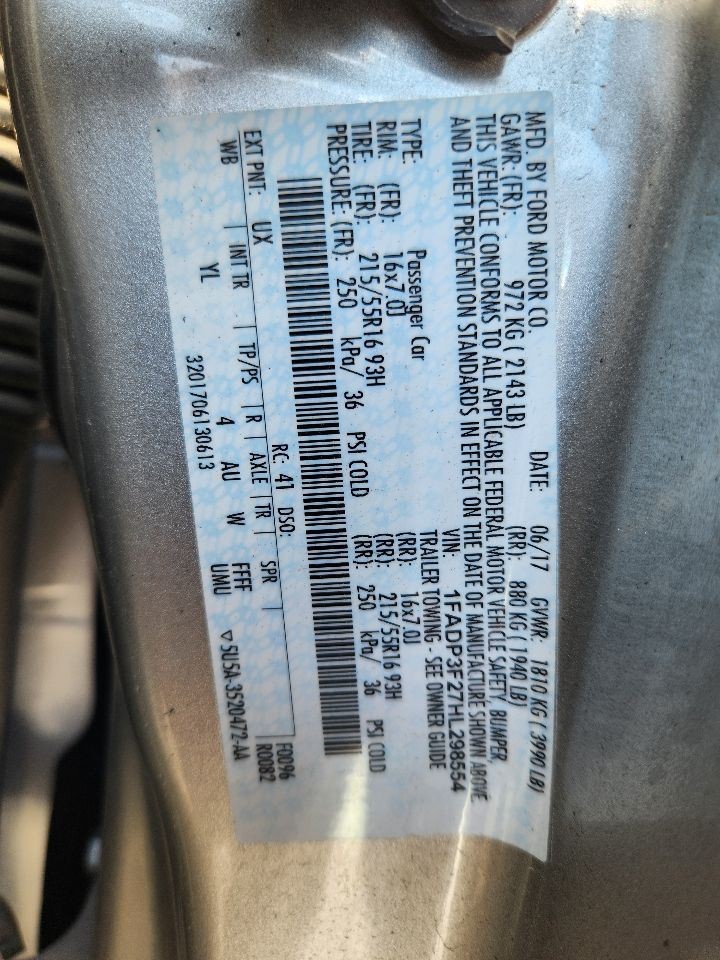 MFD. BY FORD MOTOR CO. DATE: 06/17 GVWR: 1810 KG ( 3990 LB)
GAWR: (FR): 972 KG ( 2143 LB) (RR): 880 KG ( 1940 LB)
THIS VEHICLE CONFORMS TO ALL APPLICABLE FEDERAL MOTOR VEHICLE SAFETY, BUMPER,
AND THEFT PREVENTION STANDARDS IN EFFECT ON THE DATE OF MANUFACTURE SHOWN ABOVE
VIN: 1FADP3F27HL298554
TYPE: Passenger Car TRAILER TOWING - SEE OWNER GUIDE
RIM: (FR): 16x7.0J (RR): 16x7.0J
TIRE: (FR): 215/55R16 93H (RR): 215/55R16 93H
PRESSURE: (FR): 250 kPa/ 36 PSI COLD (RR): 250 kPa/ 36 PSI COLD
F0096
EXT PNT: UX RC: 41 DSO: R0082
WB | INT TR | TP/PS | R | AXLE | TR | SPR |
YL 4 AU W FFFF
UMU
3201706130613 ▽5U5A-3520472-AA